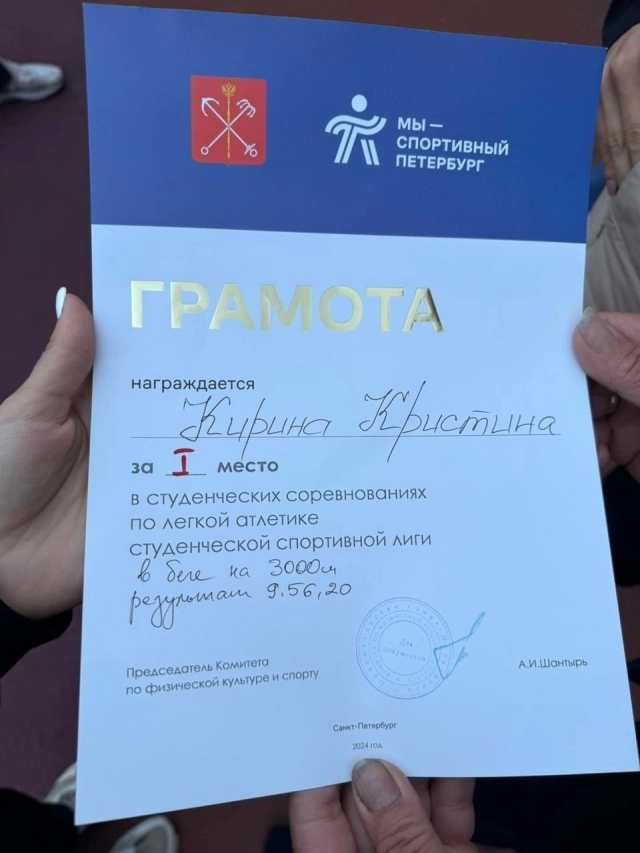 МЫ —
СПОРТИВНЫЙ
ПЕТЕРБУРГ
ГРАМОТА
награждается
Кирина Кристина
за I место
в студенческих соревнованиях
по легкой атлетике
студенческой спортивной лиги
в беге на 3000м
результат 9.56,20
Для
документов
Председатель Комитета
по физической культуре и спорту
А.И.Шантырь
Санкт-Петербург
2024 год